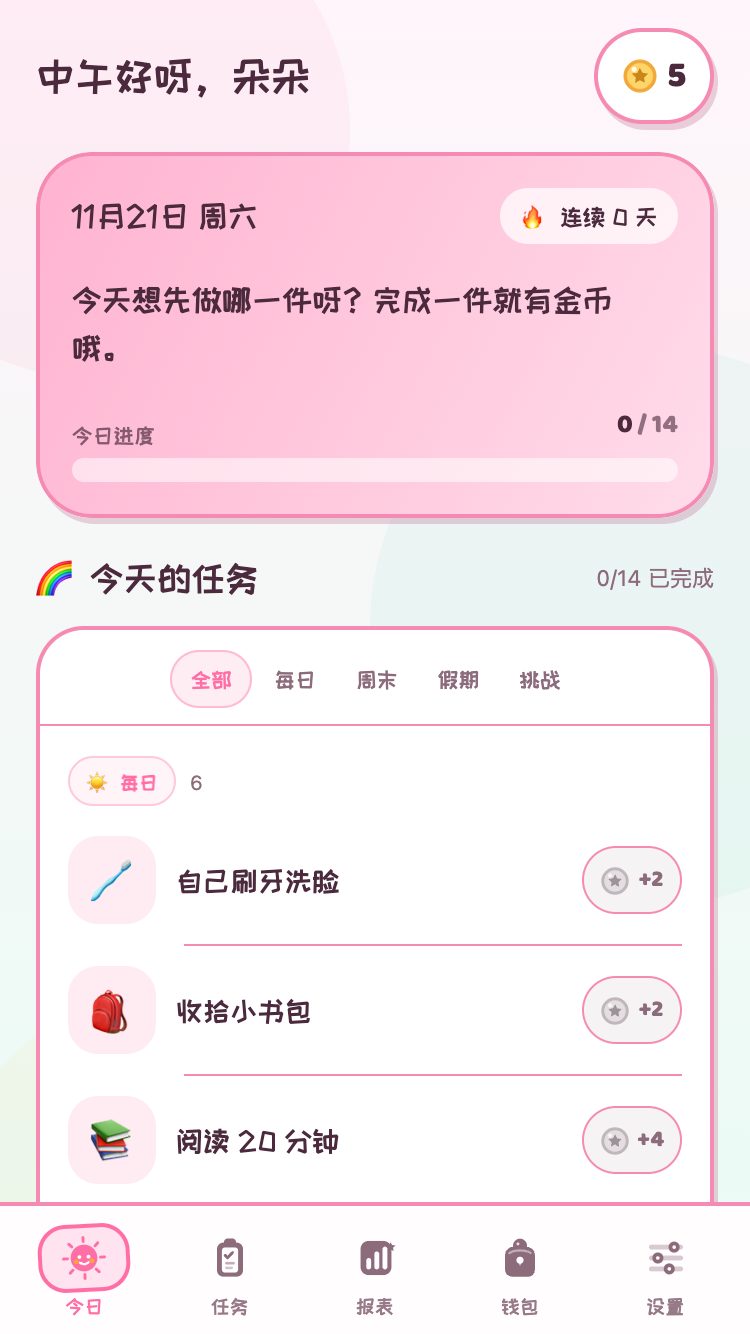 中午好呀，朵朵
5
11月21日 周六
连续 0 天
今天想先做哪一件呀？完成一件就有金币
哦。
今日进度
0/14
今天的任务
0/14 已完成
全部 每日 周末 假期 挑战
每日 6
自己刷牙洗脸 +2
收拾小书包 +2
阅读 20 分钟 +4
今日 任务 报表 钱包 设置